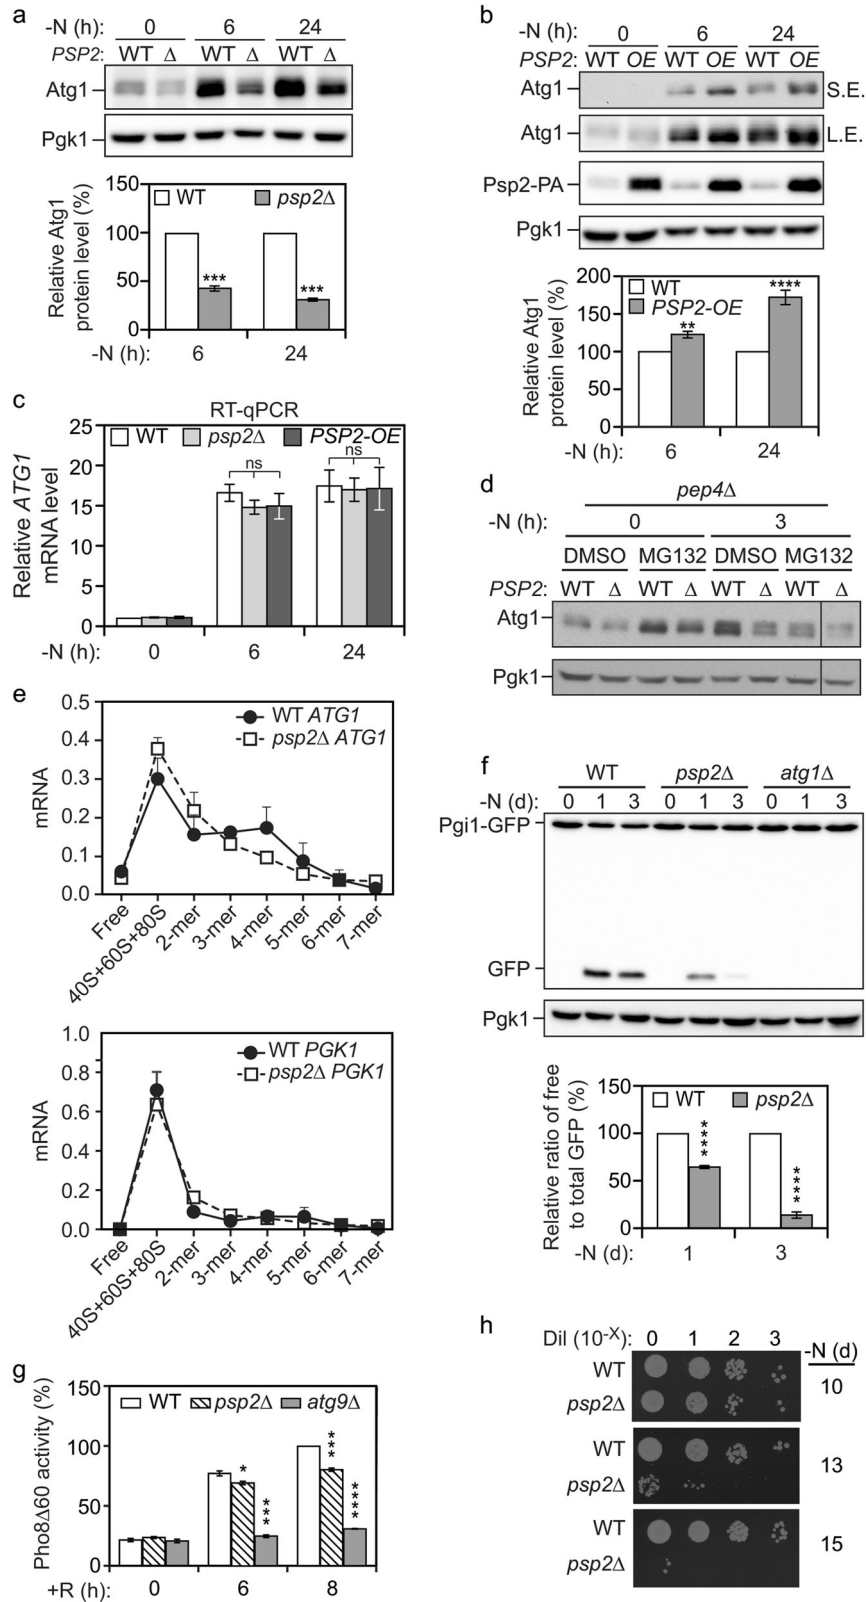 a
-N (h): 0 6 24
PSP2: WT Δ WT Δ WT Δ
Atg1
Pgk1
Relative Atg1
protein level (%)
150
100
50
0
WT psp2Δ
*** ***
-N (h): 6 24
b
-N (h): 0 6 24
PSP2: WT OE WT OE WT OE
Atg1 S.E.
Atg1 L.E.
Psp2-PA
Pgk1
Relative Atg1
protein level (%)
200
150
100
50
0
WT
PSP2-OE
** ****
-N (h): 6 24
c
RT-qPCR
Relative ATG1
mRNA level
25
20
15
10
5
0
WT psp2Δ PSP2-OE
ns ns
-N (h): 0 6 24
d
pep4Δ
-N (h): 0 3
DMSO MG132 DMSO MG132
PSP2: WT Δ WT Δ WT Δ WT Δ
Atg1
Pgk1
e
mRNA
0.5
0.4
0.3
0.2
0.1
0.0
WT ATG1
psp2Δ ATG1
Free 40S+60S+80S 2-mer 3-mer 4-mer 5-mer 6-mer 7-mer
mRNA
1.0
0.8
0.6
0.4
0.2
0.0
WT PGK1
psp2Δ PGK1
Free 40S+60S+80S 2-mer 3-mer 4-mer 5-mer 6-mer 7-mer
f
WT psp2Δ atg1Δ
-N (d): 0 1 3 0 1 3 0 1 3
Pgi1-GFP
GFP
Pgk1
Relative ratio of free
to total GFP (%)
150
100
50
0
WT psp2Δ
**** ****
-N (d): 1 3
g
Pho8Δ60 activity (%)
150
100
50
0
WT psp2Δ atg9Δ
* *** *** ****
+R (h): 0 6 8
h
Dil (10-X): 0 1 2 3 -N (d)
WT
psp2Δ
10
WT
psp2Δ
13
WT
psp2Δ
15